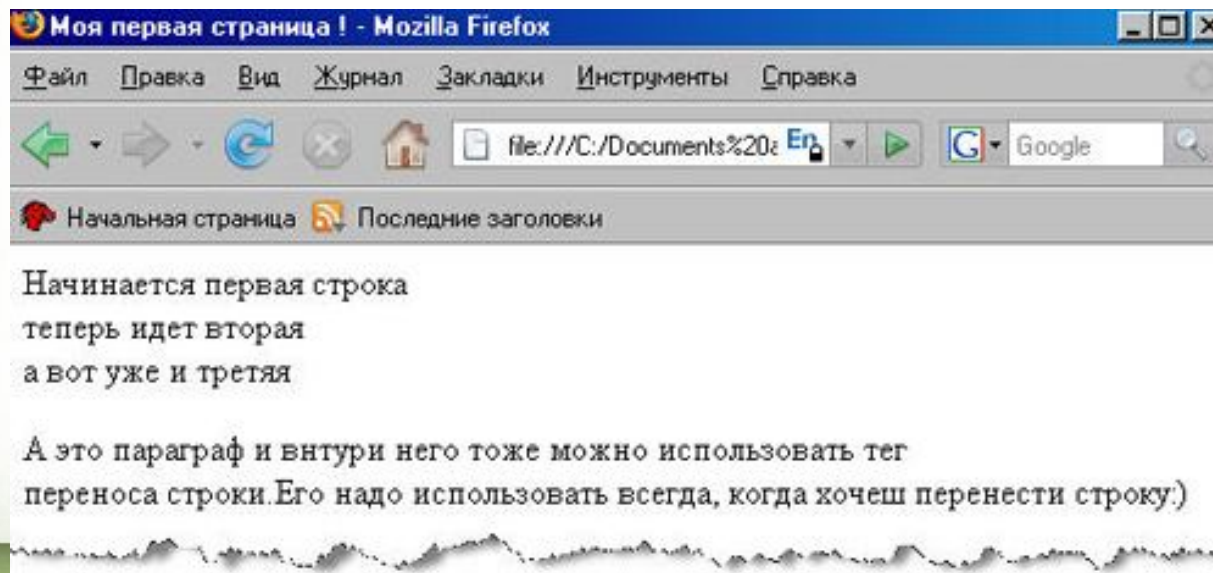 Моя первая страница ! - Mozilla Firefox
Файл Правка Вид Журнал Закладки Инструменты Справка
file:///C:/Documents%20a En G Google
Начальная страница Последние заголовки
Начинается первая строка
теперь идет вторая
а вот уже и третяя
А это параграф и внтури него тоже можно использовать тег
переноса строки.Его надо использовать всегда, когда хочеш перенести строку:)